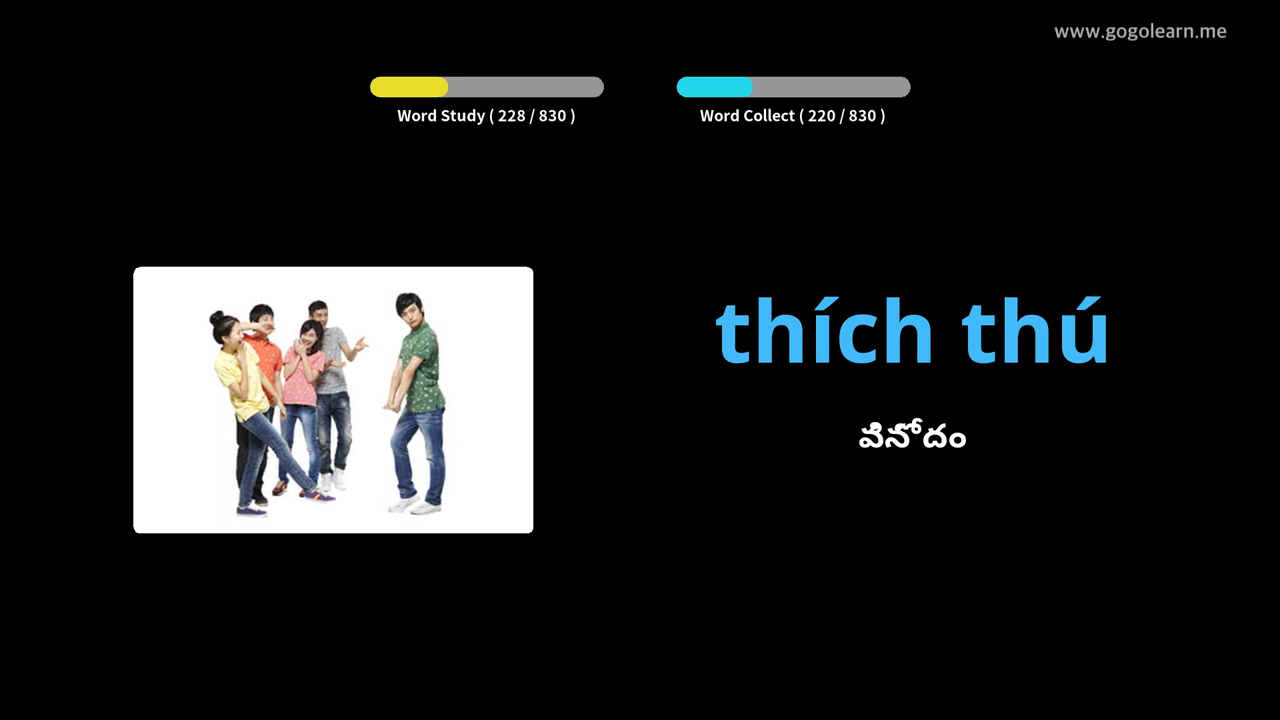 www.gogolearn.me
Word Study ( 228 / 830 )
Word Collect ( 220 / 830 )
thích thú
వినోదం